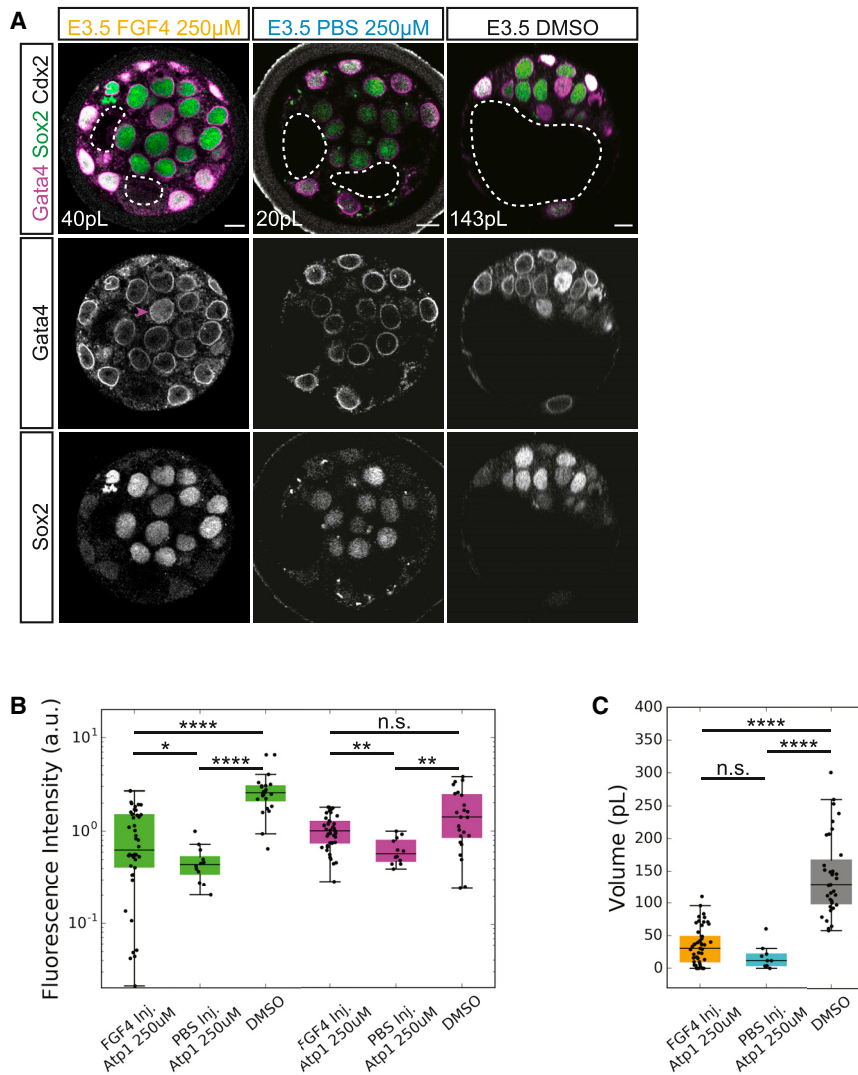 A
E3.5 FGF4 250µM
E3.5 PBS 250µM
E3.5 DMSO
Gata4 Sox2 Cdx2
40pL
20pL
143pL
Gata4
Sox2
B
Fluorescence Intensity (a.u.)
10¹
10⁰
10⁻¹
****
*
****
n.s.
**
**
FGF4 Inj.
Atp1 250uM
PBS Inj.
Atp1 250uM
DMSO
FGF4 Inj.
Atp1 250uM
PBS Inj.
Atp1 250uM
DMSO
C
Volume (pL)
400
350
300
250
200
150
100
50
0
****
****
n.s.
FGF4 Inj.
Atp1 250uM
PBS Inj.
Atp1 250uM
DMSO